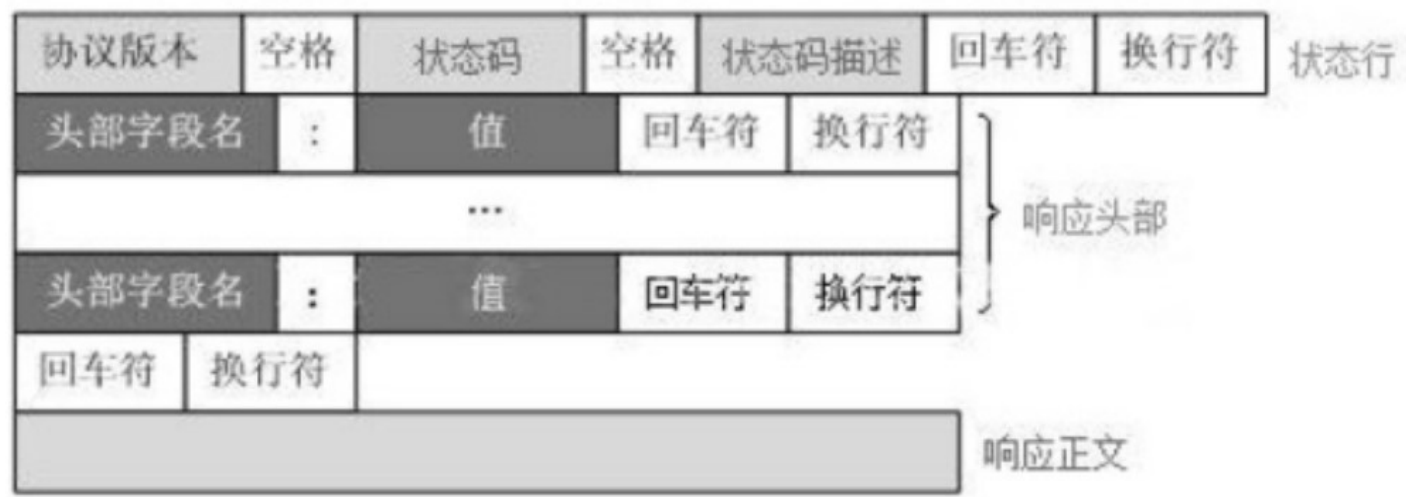 协议版本 空格 状态码 空格 状态码描述 回车符 换行符 状态行
头部字段名 : 值 回车符 换行符
... 响应头部
头部字段名 : 值 回车符 换行符
回车符 换行符
响应正文